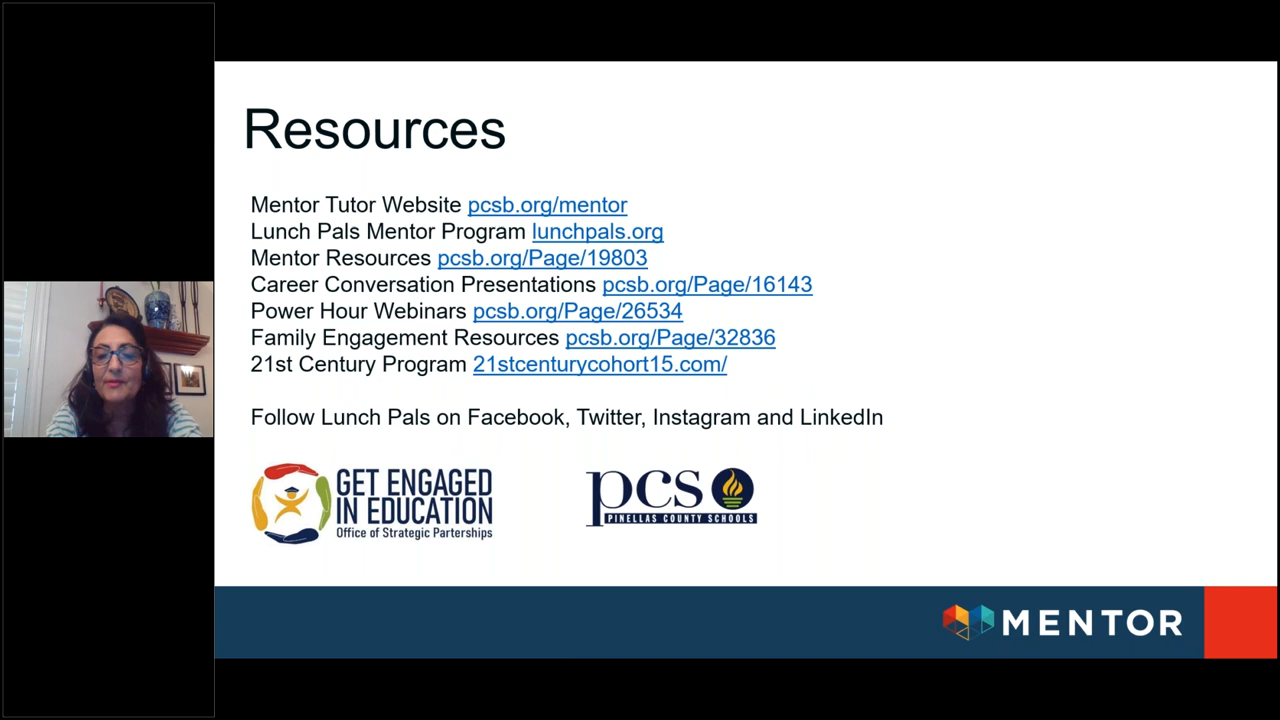 Resources
Mentor Tutor Website pcsb.org/mentor
Lunch Pals Mentor Program lunchpals.org
Mentor Resources pcsb.org/Page/19803
Career Conversation Presentations pcsb.org/Page/16143
Power Hour Webinars pcsb.org/Page/26534
Family Engagement Resources pcsb.org/Page/32836
21st Century Program 21stcenturycohort15.com/
Follow Lunch Pals on Facebook, Twitter, Instagram and LinkedIn
GET ENGAGED
IN EDUCATION
Office of Strategic Parterships
pcs
PINELLAS COUNTY SCHOOLS
MENTOR